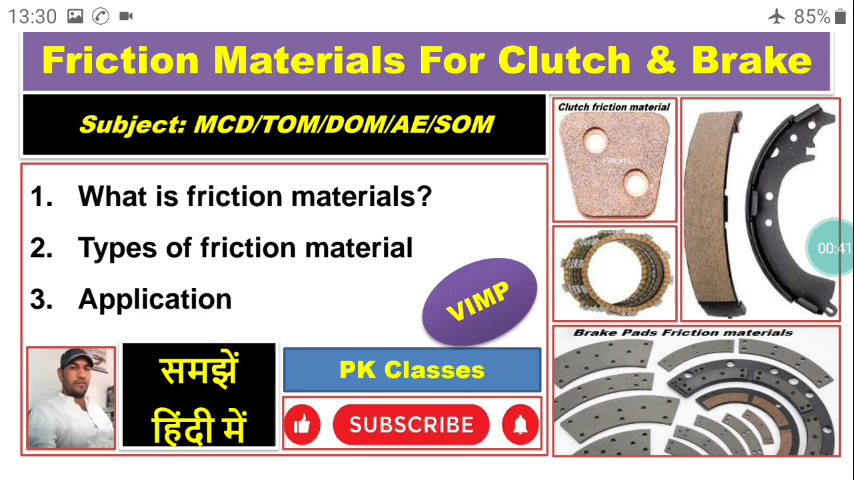 13:30
85%
Friction Materials For Clutch & Brake
Subject: MCD/TOM/DOM/AE/SOM
Clutch friction material
1. What is friction materials?
2. Types of friction material
3. Application
VIMP
00:41
Brake Pads Friction materials
समझें
हिंदी में
PK Classes
SUBSCRIBE